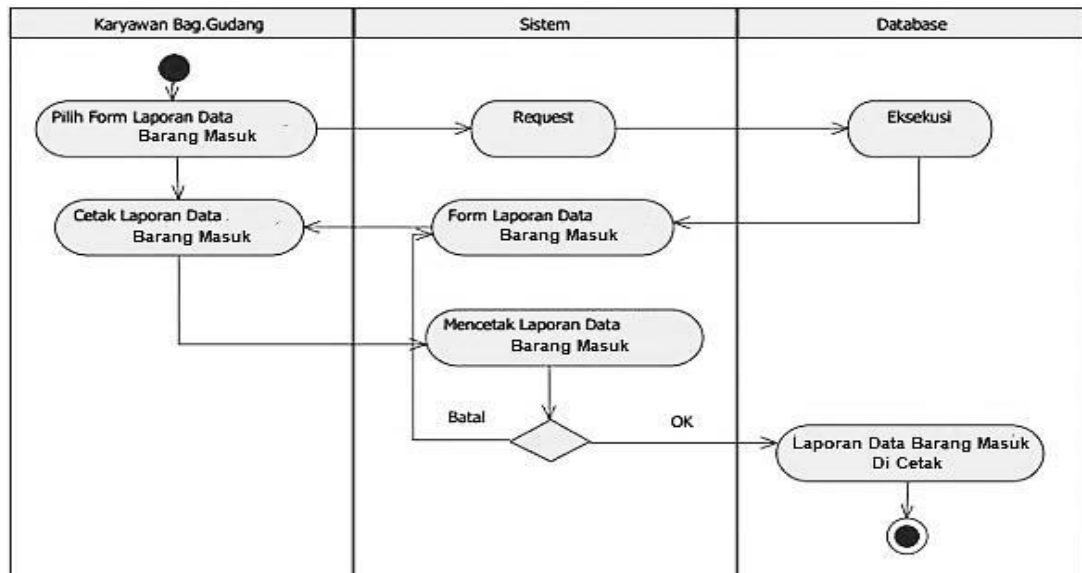 Karyawan Bag.Gudang
Sistem
Database
Pilih Form Laporan Data
Barang Masuk
Request
Eksekusi
Cetak Laporan Data
Barang Masuk
Form Laporan Data
Barang Masuk
Mencetak Laporan Data
Barang Masuk
Batal
OK
Laporan Data Barang Masuk
Di Cetak